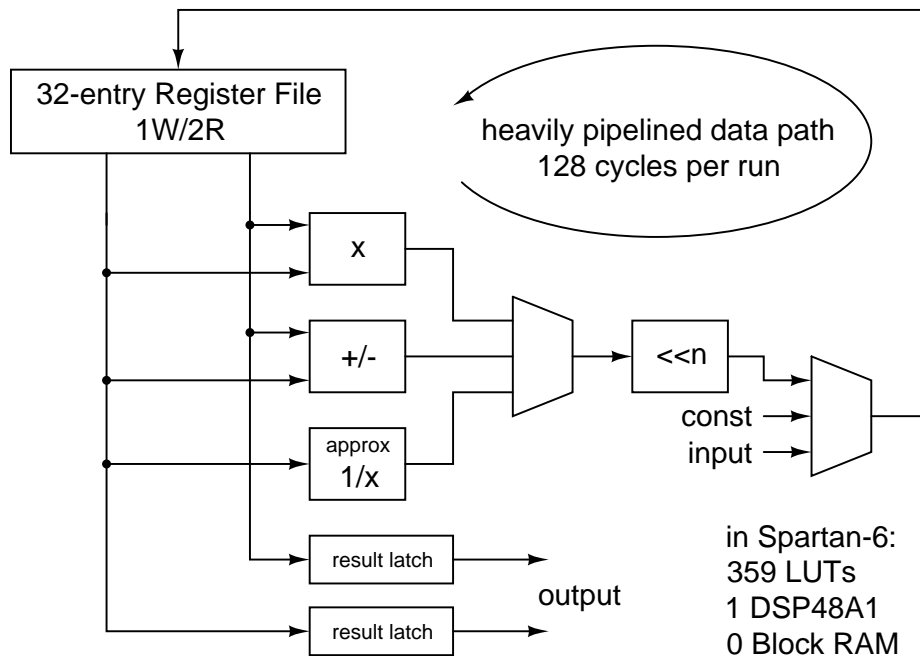 32-entry Register File
1W/2R
heavily pipelined data path
128 cycles per run
x
+/-
<<n
const
input
approx
1/x
result latch
output
result latch
in Spartan-6:
359 LUTs
1 DSP48A1
0 Block RAM